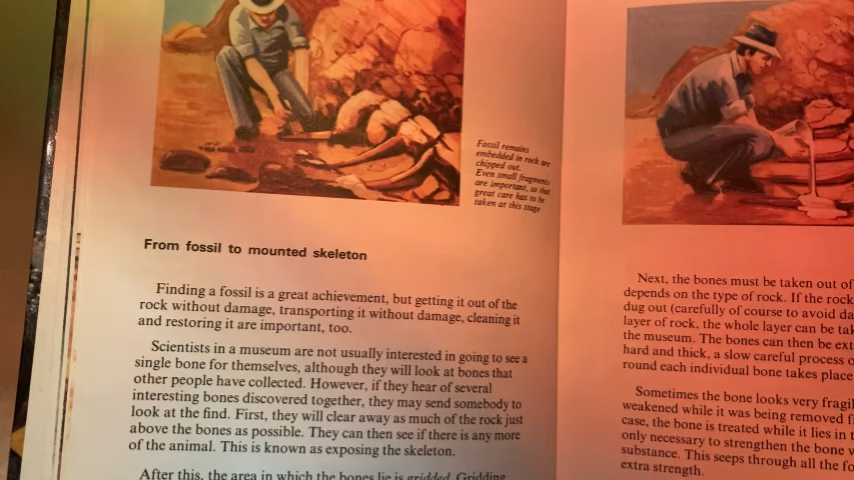 Fossil remains
embedded in rock are
chipped out.
Even small fragments
are important, so that
great care has to be
taken at this stage
From fossil to mounted skeleton
Finding a fossil is a great achievement, but getting it out of the
rock without damage, transporting it without damage, cleaning it
and restoring it are important, too.
Scientists in a museum are not usually interested in going to see a
single bone for themselves, although they will look at bones that
other people have collected. However, if they hear of several
interesting bones discovered together, they may send somebody to
look at the find. First, they will clear away as much of the rock just
above the bones as possible. They can then see if there is any more
of the animal. This is known as exposing the skeleton.
After this, the area in which the bones lie is gridded. Gridding
Next, the bones must be taken out of
depends on the type of rock. If the rock
dug out (carefully of course to avoid da
layer of rock, the whole layer can be tak
the museum. The bones can then be ext
hard and thick, a slow careful process o
round each individual bone takes place
Sometimes the bone looks very fragil
weakened while it was being removed f
case, the bone is treated while it lies in t
only necessary to strengthen the bone w
substance. This seeps through all the fo
extra strength.